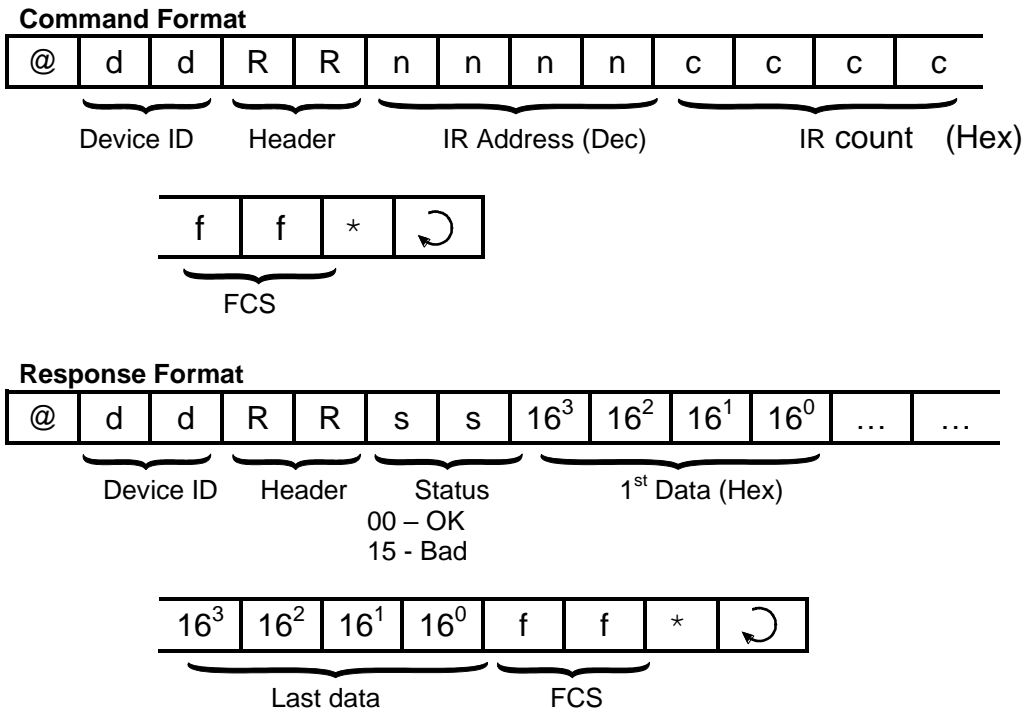 Command Format
@ d d R R n n n n c c c c
Device ID Header IR Address (Dec) IR count (Hex)
f f *
FCS
Response Format
@ d d R R s s 16³ 16² 16¹ 16⁰ … …
Device ID Header Status 1st Data (Hex)
00 – OK
15 - Bad
16³ 16² 16¹ 16⁰ f f *
Last data FCS